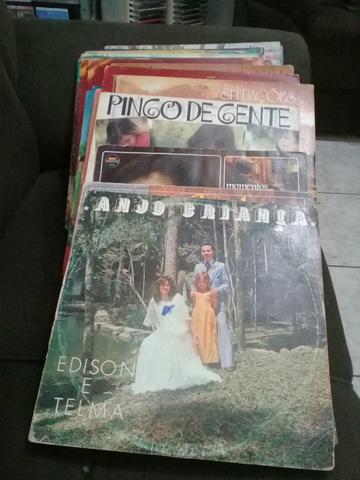 SITUAÇÕES
PINGO DE GENTE
momentos...
ANJO CRIANÇA
EDISON
E
TELMA